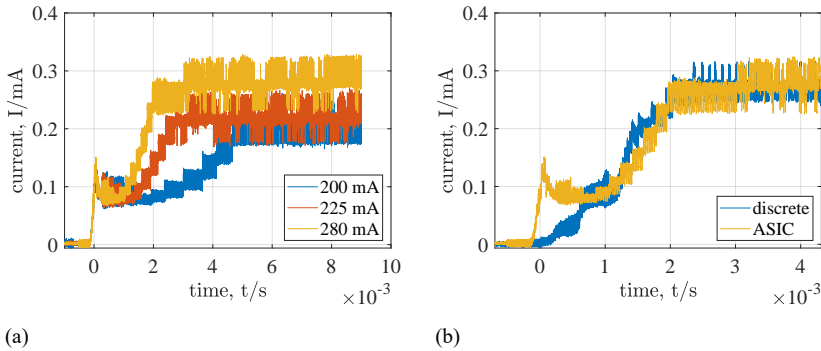 0.4
0.3
0.2
0.1
0
current, I/mA
0 2 4 6 8 10
time, t/s
×10⁻³
200 mA
225 mA
280 mA
(a)
0.4
0.3
0.2
0.1
0
current, I/mA
0 1 2 3 4
time, t/s
×10⁻³
discrete
ASIC
(b)